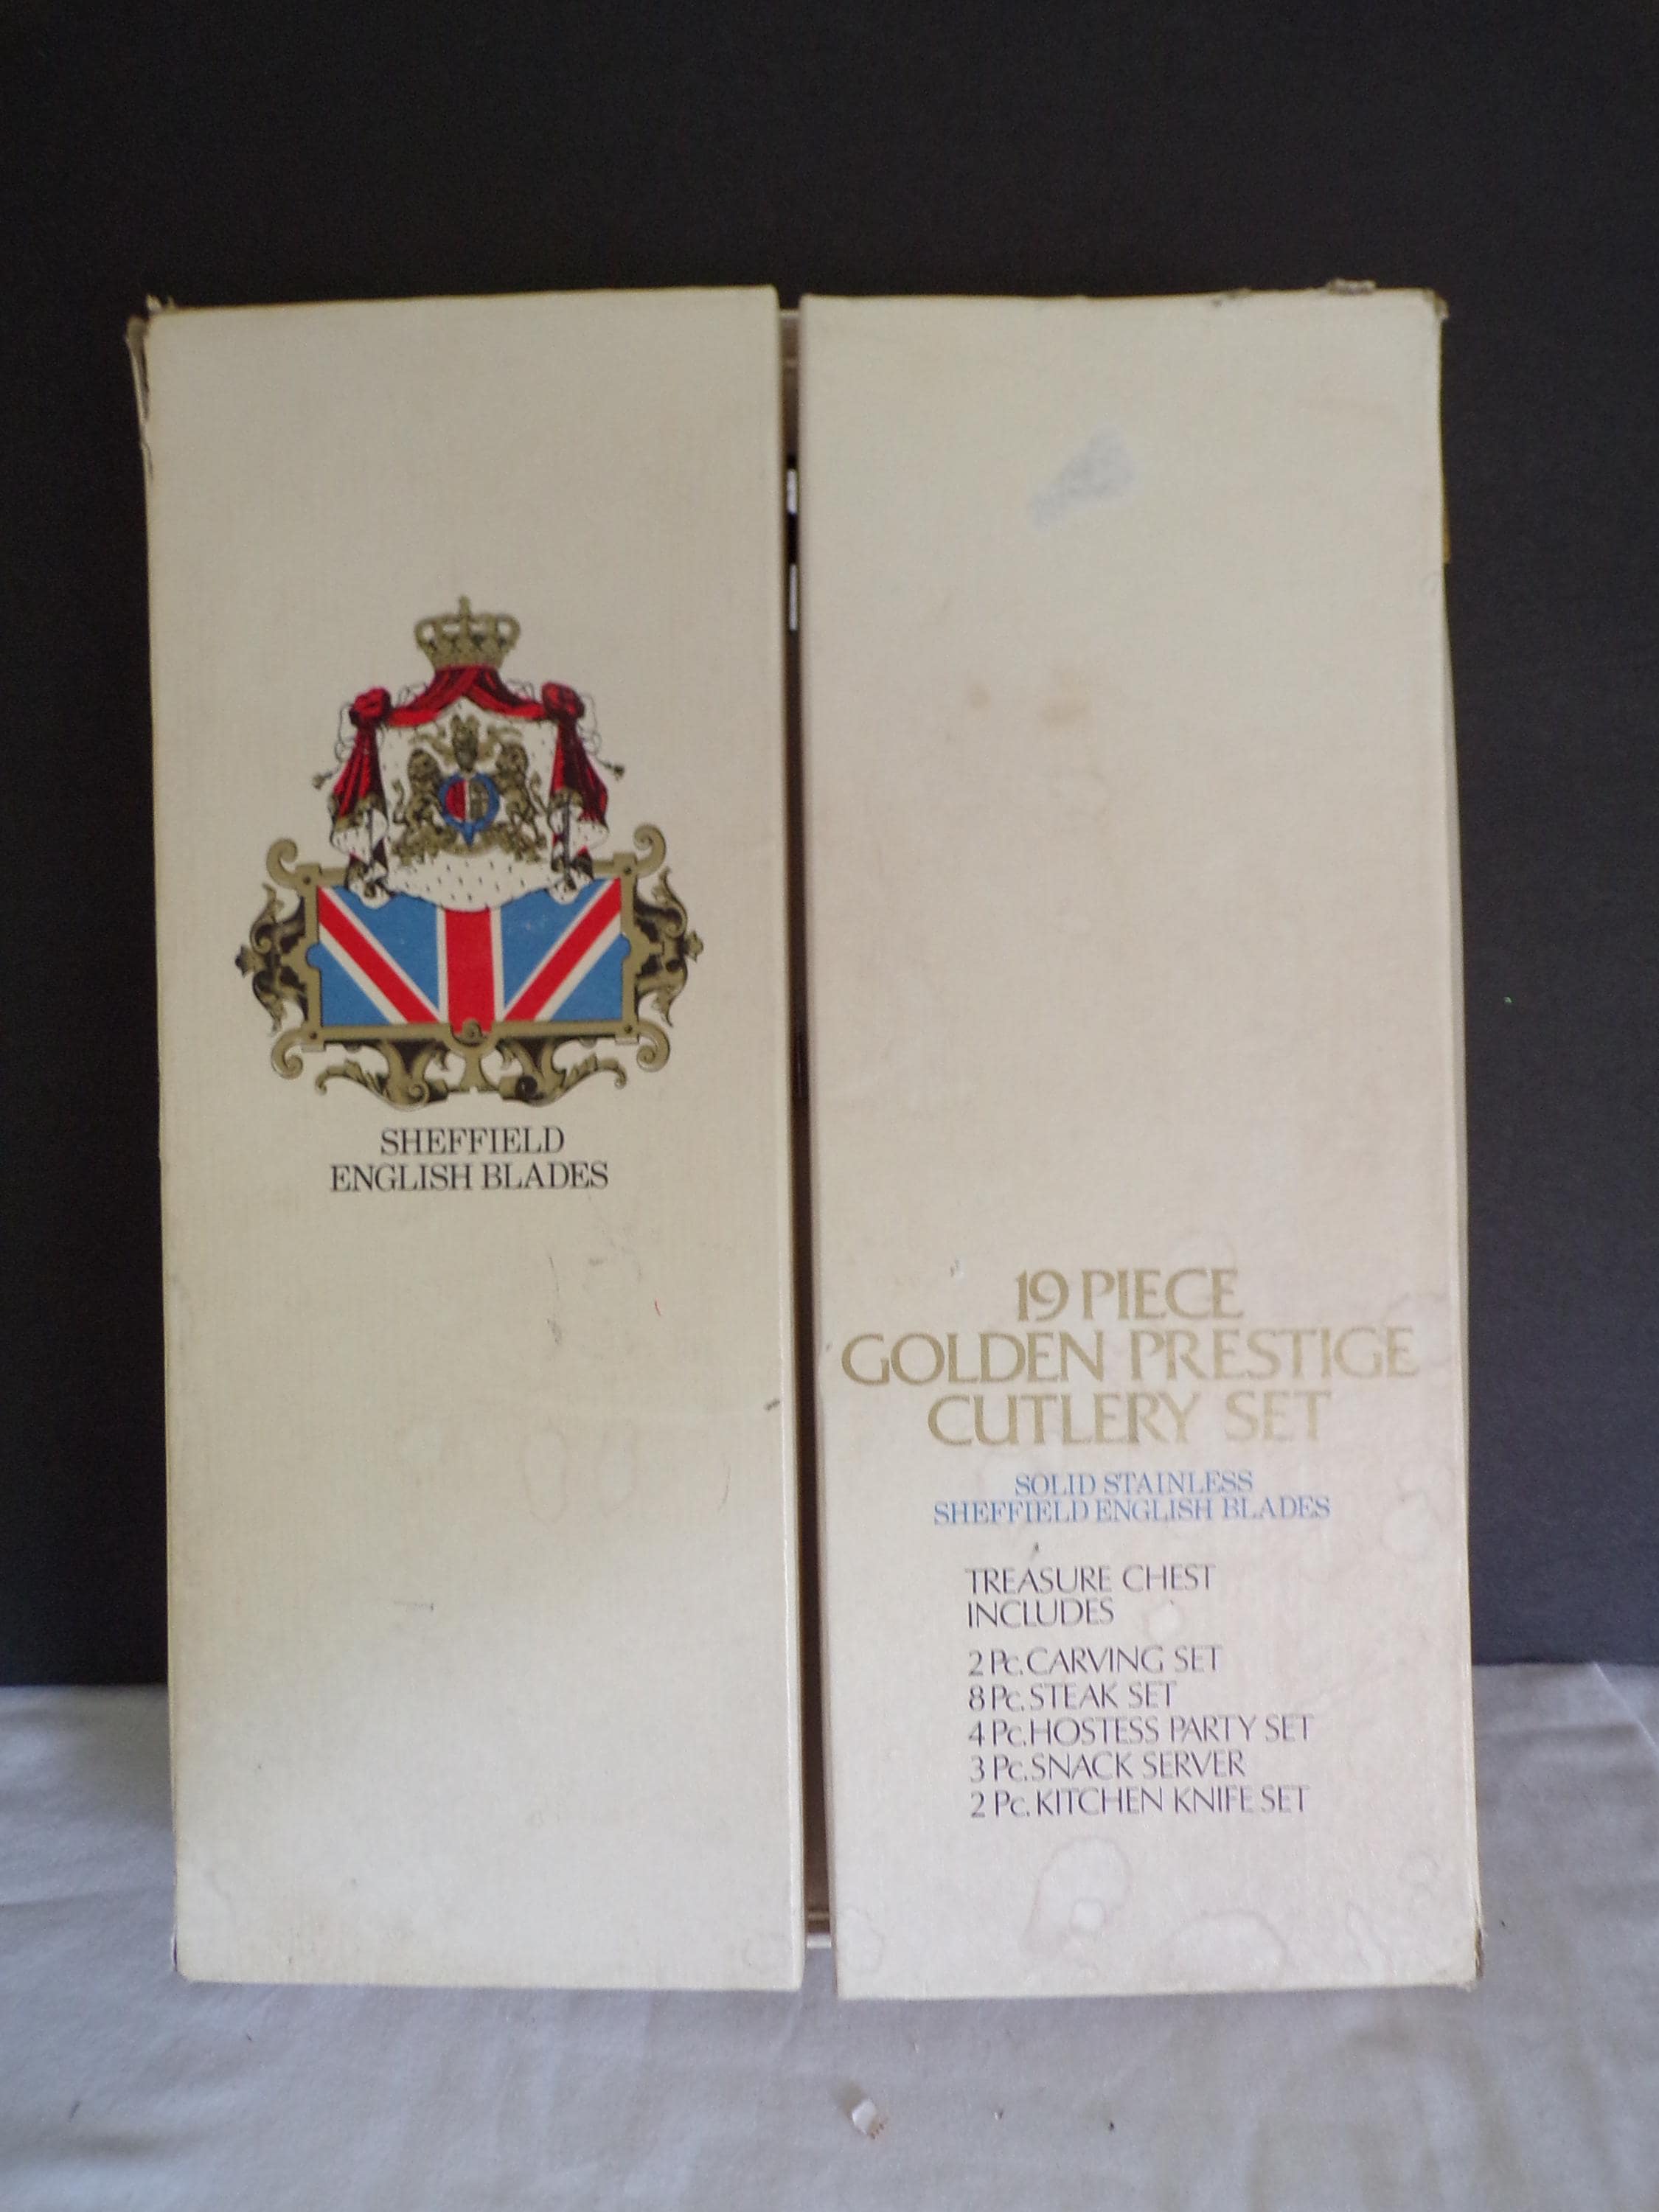 SHEFFIELD
ENGLISH BLADES
19 PIECE
GOLDEN PRESTIGE
CUTLERY SET
SOLID STAINLESS
SHEFFIELD ENGLISH BLADES
TREASURE CHEST
INCLUDES
2 Pc. CARVING SET
8 Pc. STEAK SET
4 Pc. HOSTESS PARTY SET
3 Pc. SNACK SERVER
2 Pc. KITCHEN KNIFE SET